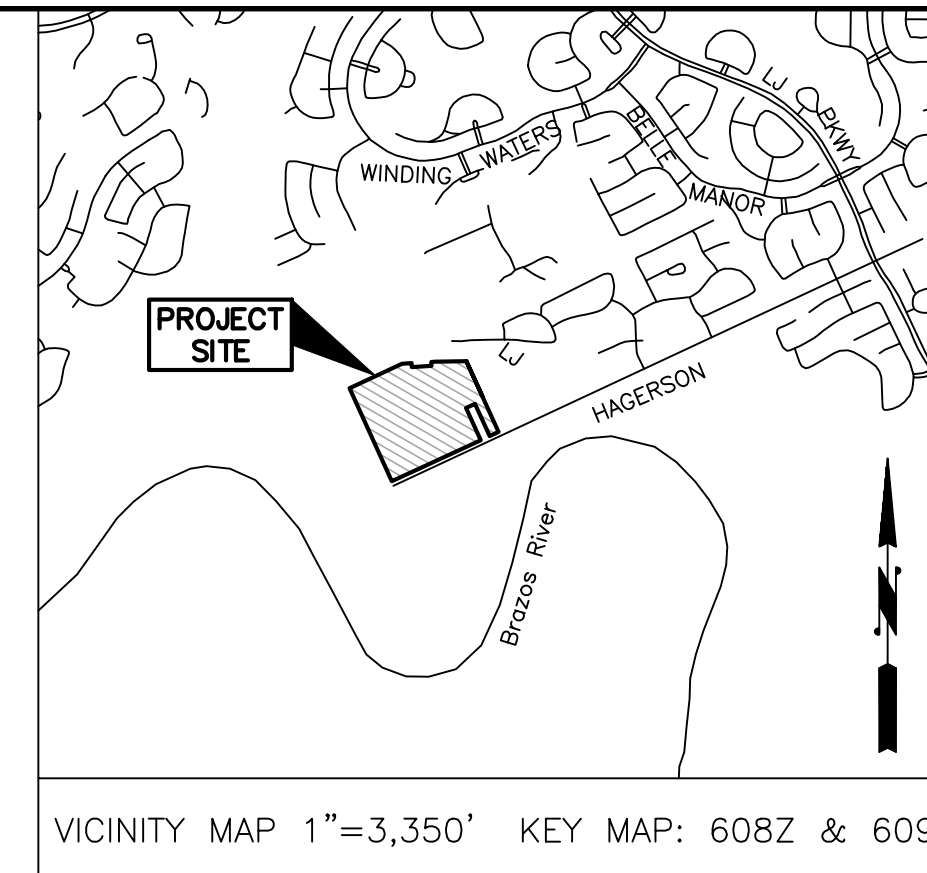 LJ PKWY
WINDING WATERS
BELLE MANOR
PROJECT
SITE
LJ
HAGERSON
Brazos River
N
VICINITY MAP 1"=3,350' KEY MAP: 608Z & 609